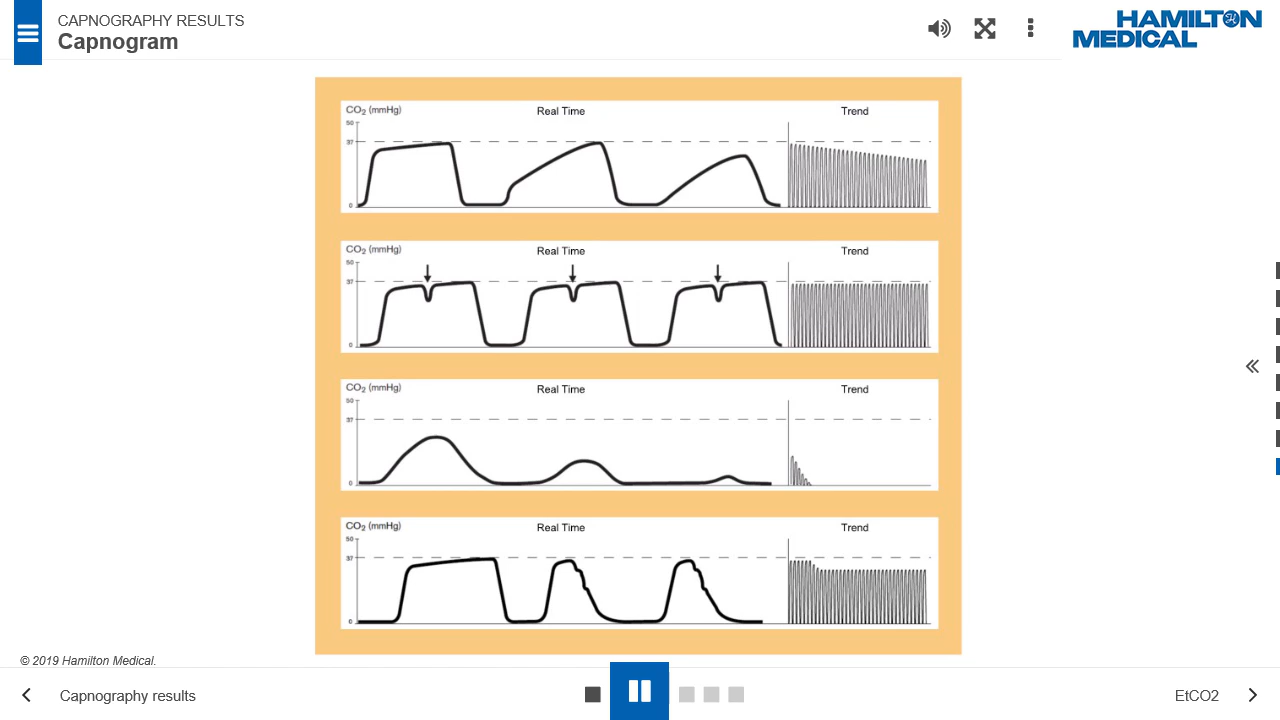 CAPNOGRAPHY RESULTS
Capnogram
HAMILTON
MEDICAL
CO2 (mmHg)
Real Time
Trend
50
37
0
CO2 (mmHg)
Real Time
Trend
50
37
0
CO2 (mmHg)
Real Time
Trend
50
37
0
CO2 (mmHg)
Real Time
Trend
50
37
0
© 2019 Hamilton Medical.
Capnography results
EtCO2